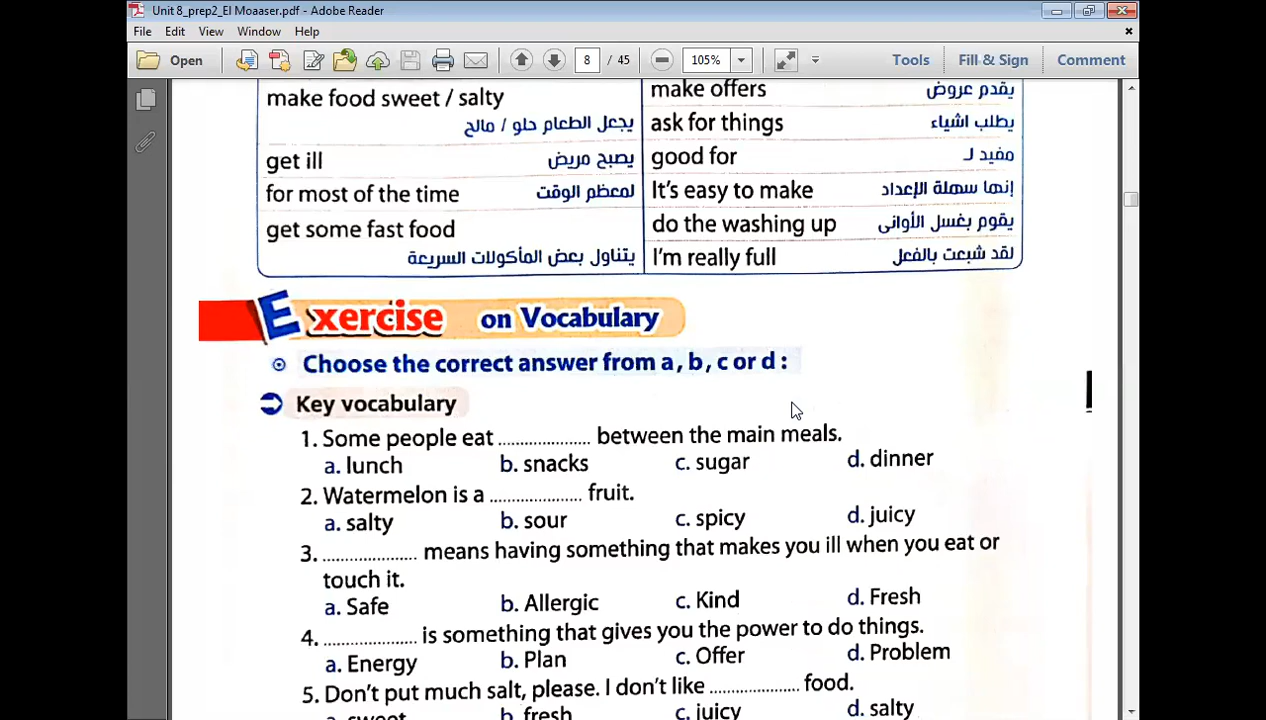 Unit 8_prep2_El Moaaser.pdf - Adobe Reader
File Edit View Window Help
Open 8 / 45 105% Tools Fill & Sign Comment
make food sweet / salty
يجعل الطعام حلو / مالح
get ill يصبح مريض
for most of the time لمعظم الوقت
get some fast food
يتناول بعض المأكولات السريعة
make offers يقدم عروض
ask for things يطلب اشياء
good for مفيد لـ
It's easy to make إنها سهلة الإعداد
do the washing up يقوم بغسل الأوانى
I'm really full لقد شبعت بالفعل
Exercise on Vocabulary
Choose the correct answer from a, b, c or d :
Key vocabulary
1. Some people eat .................... between the main meals.
a. lunch b. snacks c. sugar d. dinner
2. Watermelon is a .................... fruit.
a. salty b. sour c. spicy d. juicy
3. .................... means having something that makes you ill when you eat or
touch it.
a. Safe b. Allergic c. Kind d. Fresh
4. .................... is something that gives you the power to do things.
a. Energy b. Plan c. Offer d. Problem
5. Don't put much salt, please. I don't like .................... food.
a. sweet b. fresh c. juicy d. salty